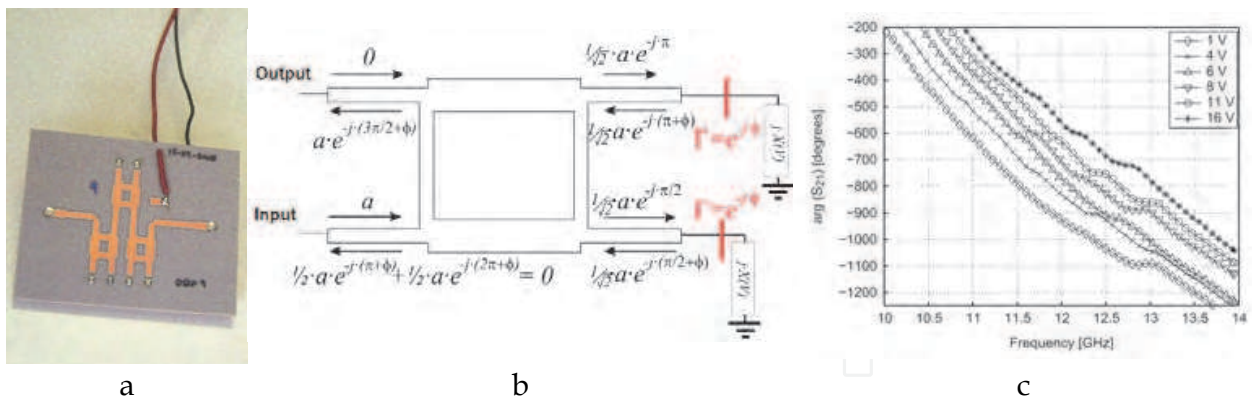 Output
0
1/√2·a·e^-j·π
a·e^-j·(3π/2+ϕ)
1/√2·a·e^-j·(π+ϕ)
Input
a
1/√2·a·e^-j·π/2
½·a·e^-j·(π+ϕ) + ½·a·e^-j·(2π+ϕ) = 0
1/√2·a·e^-j·(π/2+ϕ)
−200
−300
−400
−500
−600
−700
−800
−900
−1000
−1100
−1200
arg (S21) [degrees]
1 V
4 V
6 V
8 V
11 V
16 V
10 10.5 11 11.5 12 12.5 13 13.5 14
Frequency [GHz]
a b c